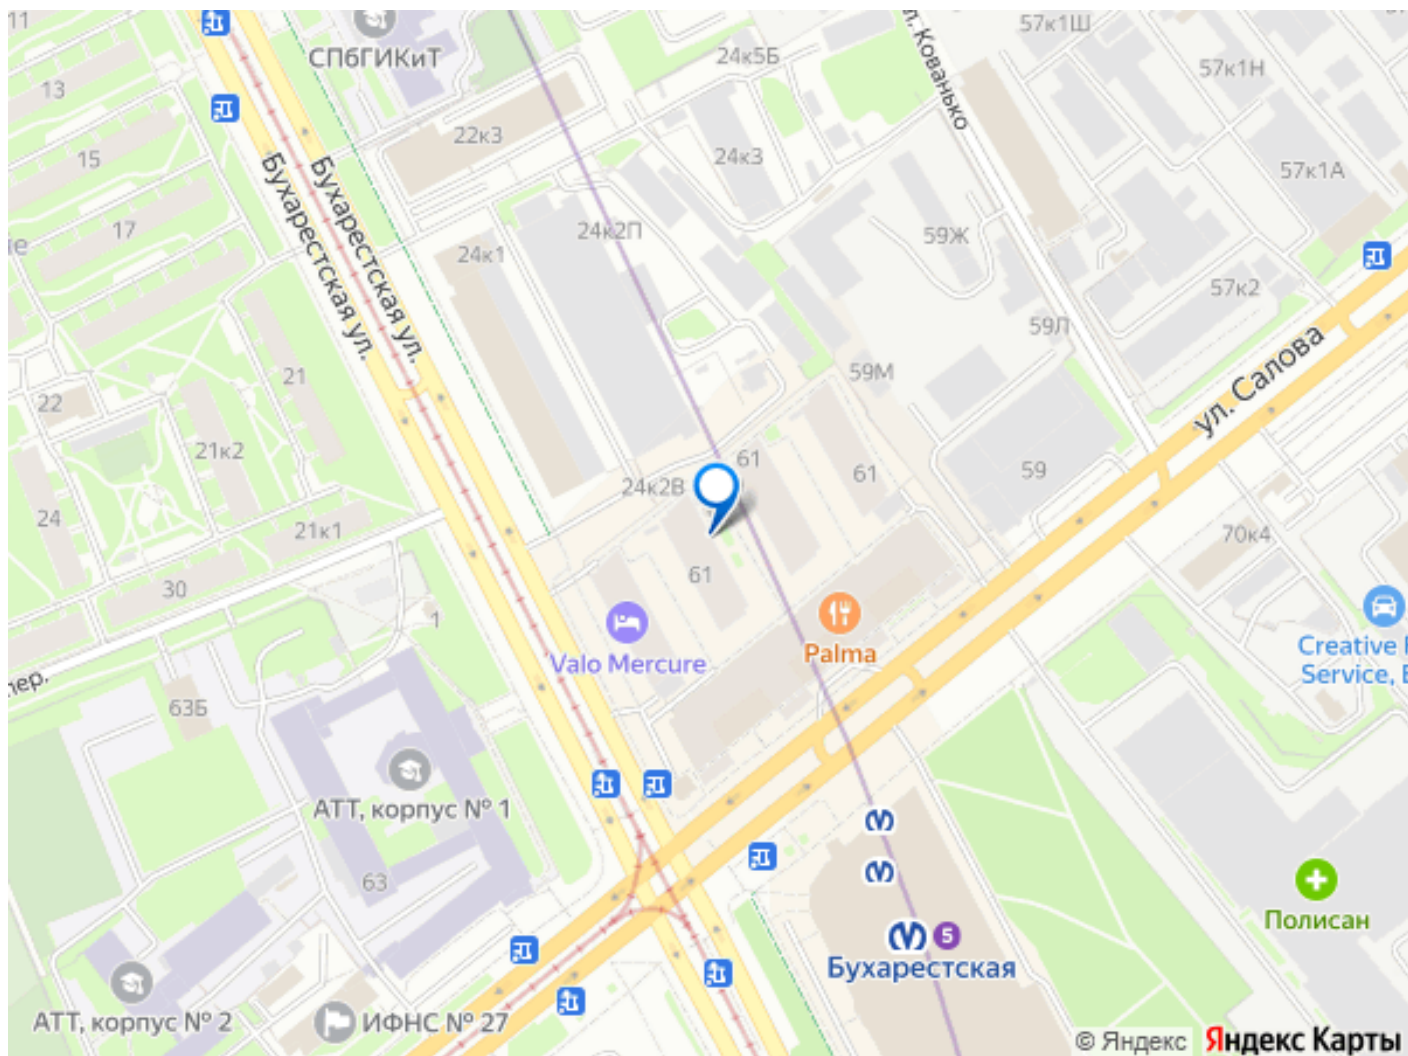 11
СПбГИКиТ
24к5Б
л. Кованько
57к1Ш
57к1Н
13
22к3
15
24к3
57к1А
Бухарестская ул.
Бухарестская ул.
17
24к2П
59Ж
24к1
57к2
59Л
ул. Салова
21
59М
22
21к2
61
61
59
24к2В
24
21к1
70к4
30
61
1
Valo Mercure
Palma
Creative
Service,
пер.
63Б
АТТ, корпус № 1
63
Полисан
5
Бухарестская
АТТ, корпус № 2
ИФНС № 27
© Яндекс
Яндекс Карты